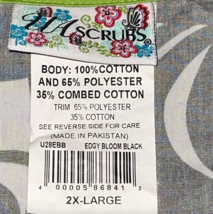 SCRUBS
BODY: 100%COTTON
AND 65% POLYESTER
35% COMBED COTTON
TRIM 65% POLYESTER
35% COTTON
SEE REVERSE SIDE FOR CARE
(MADE IN PAKISTAN)
U28EBB EDGY BLOOM BLACK
4 00005 86841 2
2X-LARGE